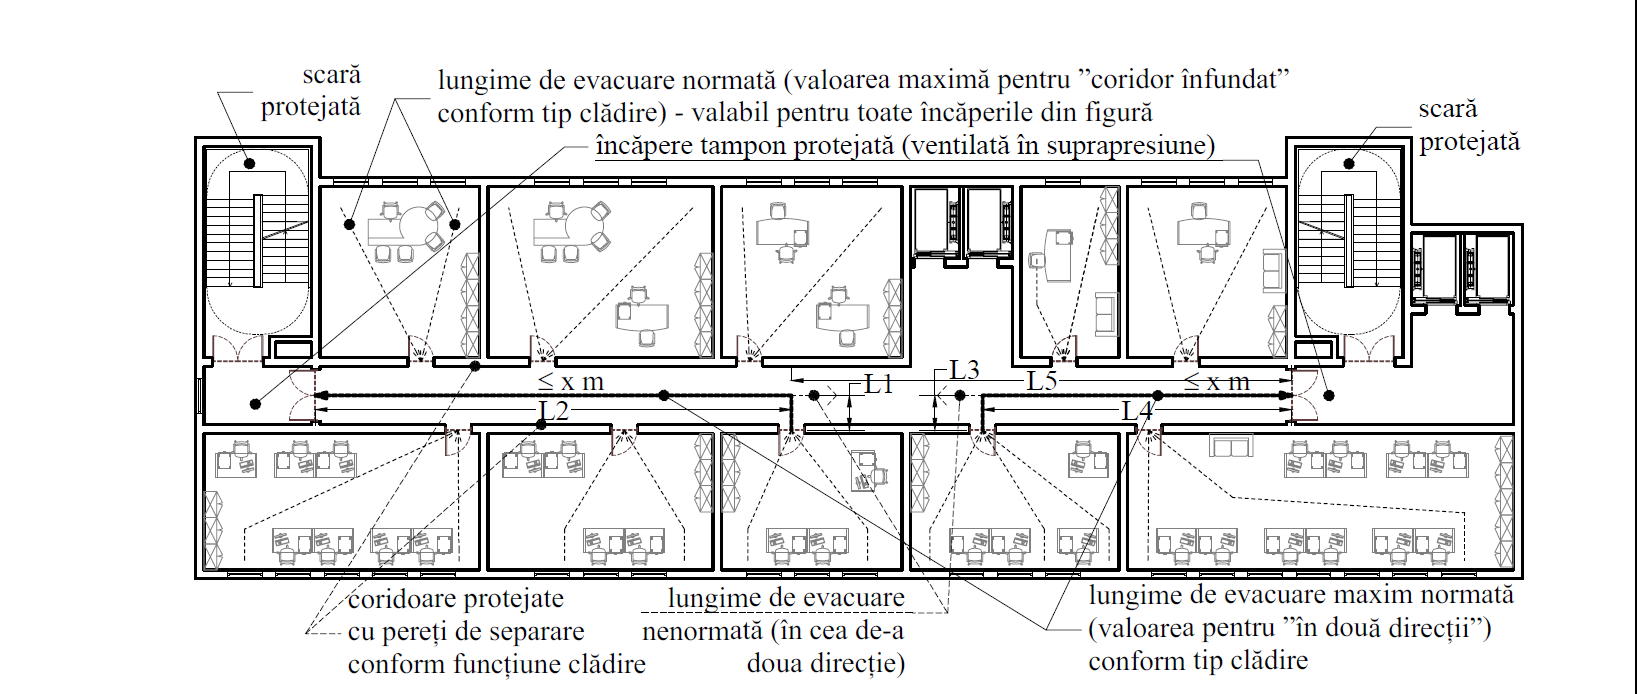 scară
protejată
lungime de evacuare normată (valoarea maximă pentru ”coridor înfundat”
conform tip clădire) - valabil pentru toate încăperile din figură
încăpere tampon protejată (ventilată în suprapresiune)
scară
protejată
≤ x m
L1
L3
L5
≤ x m
L2
L4
coridoare protejate
cu pereți de separare
conform funcțiune clădire
lungime de evacuare
nenormată (în cea de-a
doua direcție)
lungime de evacuare maxim normată
(valoarea pentru ”în două direcții”)
conform tip clădire